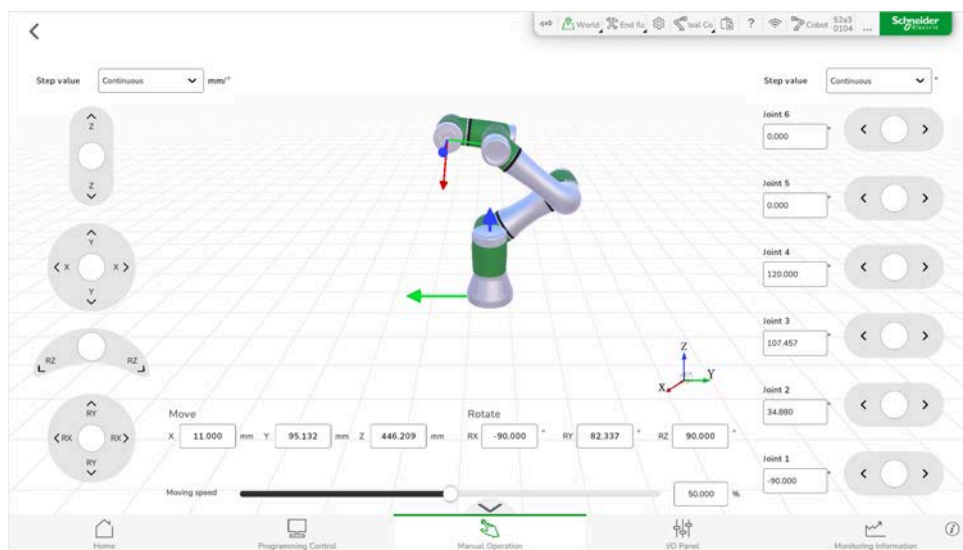 World End fla Cobot 52a3 0104 ... Schneider Electric
Step value Continuous mm/°
Step value Continuous °
Z
Z
Y
X X
Y
RZ RZ
RY
RX RX
RY
Joint 6
0.000 °
Joint 5
0.000 °
Joint 4
120.000 °
Joint 3
107.457 °
Joint 2
34.880 °
Joint 1
-90.000 °
Z
Y
X
Move
X 11.000 mm Y 95.132 mm Z 446.209 mm
Rotate
RX -90.000 ° RY 82.337 ° RZ 90.000 °
Moving speed 50.000 %
Home
Programming Control
Manual Operation
I/O Panel
Monitoring Information